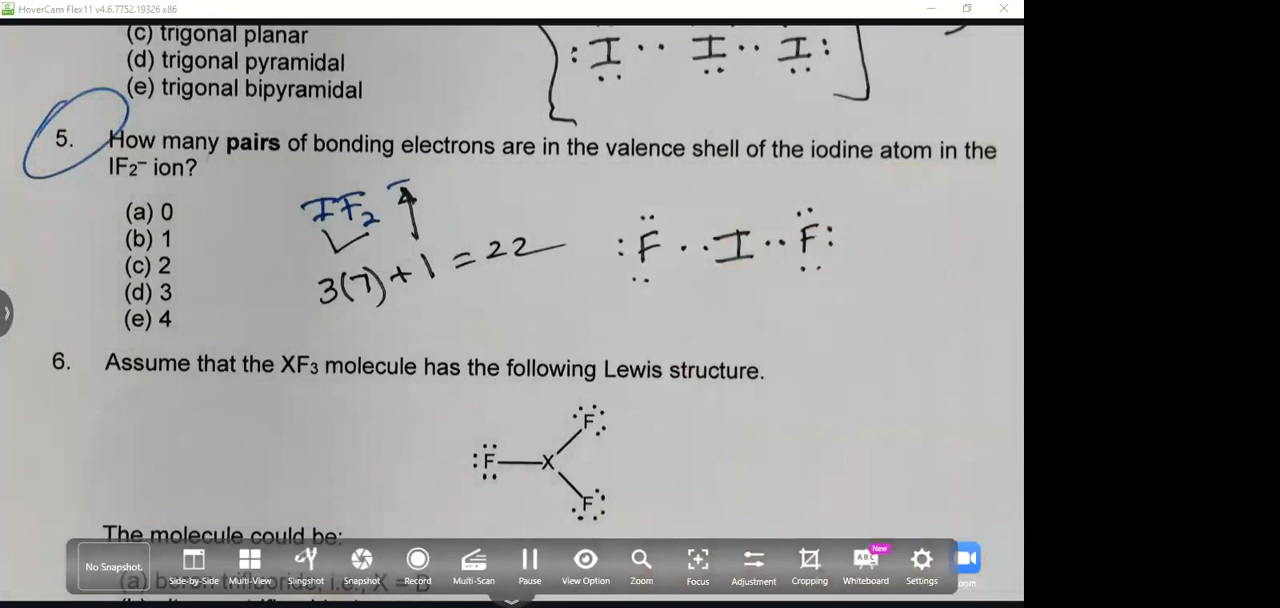 HoverCam Flex11 v4.6.7752.19326 x86
(c) trigonal planar
(d) trigonal pyramidal
(e) trigonal bipyramidal
: I ·· I ·· I :
5. How many pairs of bonding electrons are in the valence shell of the iodine atom in the
IF₂⁻ ion?
(a) 0
(b) 1
(c) 2
(d) 3
(e) 4
IF₂⁻
3(7)+1 = 22
: F ·· I ·· F :
6. Assume that the XF₃ molecule has the following Lewis structure.
F
:F—X
F
The molecule could be:
(a) boron trifluoride, i.e., X = B
No Snapshot.
Side-by-Side
Multi-View
Slingshot
Snapshot
Record
Multi-Scan
Pause
View Option
Zoom
Focus
Adjustment
Cropping
New
ABC
Whiteboard
Settings
oom